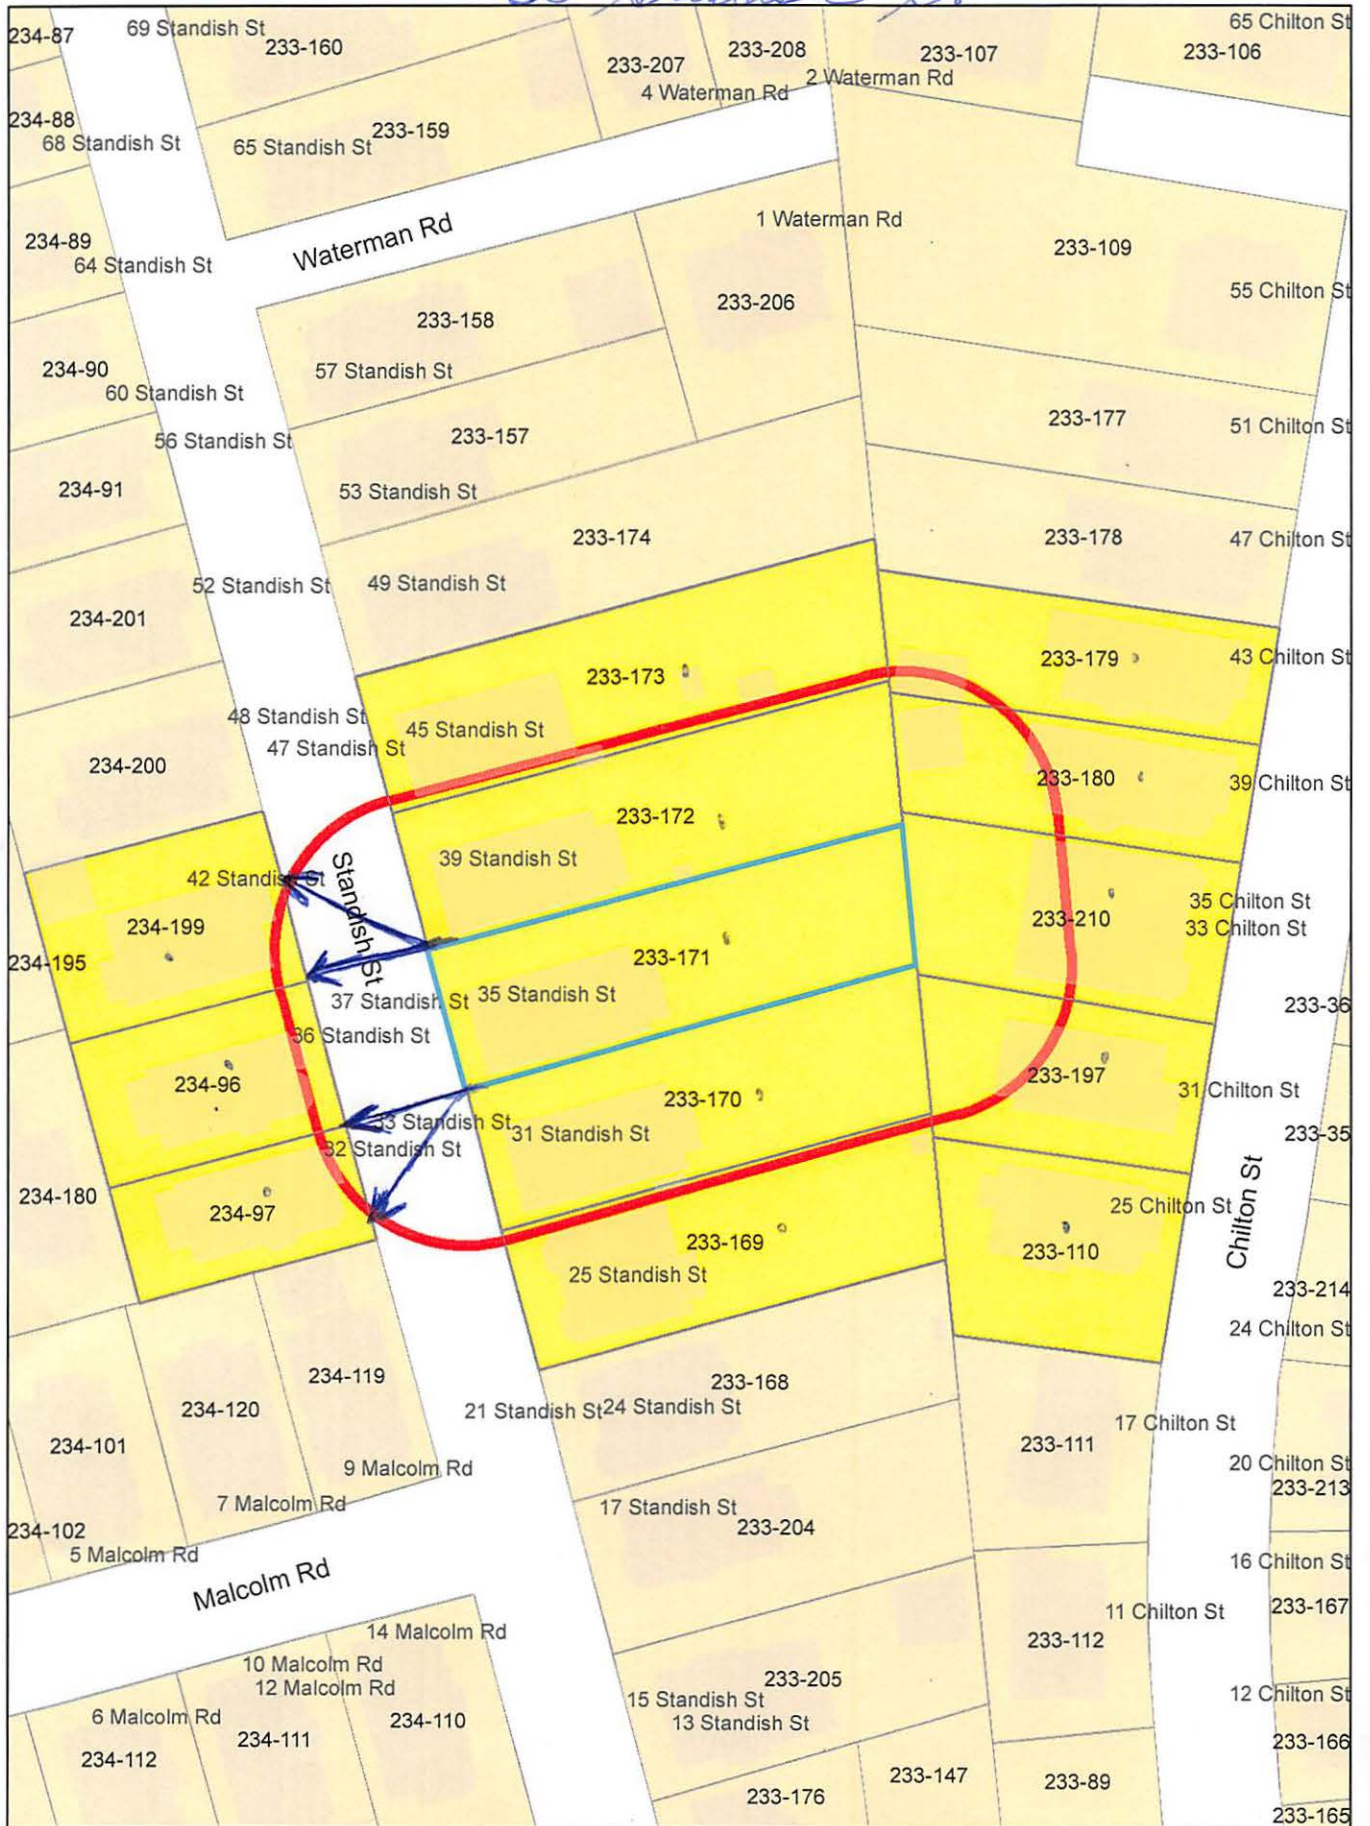 69 Standish St
65 Chilton St
234-87
233-160
233-207
233-208
233-107
233-106
2 Waterman Rd
4 Waterman Rd
234-88
233-159
68 Standish St
65 Standish St
Waterman Rd
1 Waterman Rd
234-89
233-109
64 Standish St
55 Chilton St
233-206
233-158
234-90
57 Standish St
60 Standish St
233-177
51 Chilton St
56 Standish St
233-157
234-91
53 Standish St
233-174
233-178
47 Chilton St
52 Standish St
49 Standish St
234-201
233-173
233-179
43 Chilton St
48 Standish St
45 Standish St
47 Standish St
234-200
233-180
39 Chilton St
233-172
39 Standish St
42 Standish St
Standish St
35 Chilton St
234-199
233-210
33 Chilton St
234-195
233-171
37 Standish St
35 Standish St
233-36
36 Standish St
234-96
233-170
233-197
31 Chilton St
33 Standish St
31 Standish St
233-35
32 Standish St
234-180
234-97
25 Chilton St
Chilton St
233-169
233-110
25 Standish St
233-214
24 Chilton St
234-119
233-168
234-120
21 Standish St
24 Standish St
17 Chilton St
234-101
233-111
9 Malcolm Rd
20 Chilton St
233-213
7 Malcolm Rd
17 Standish St
234-102
233-204
5 Malcolm Rd
16 Chilton St
Malcolm Rd
233-167
11 Chilton St
14 Malcolm Rd
233-112
10 Malcolm Rd
233-205
12 Malcolm Rd
12 Chilton St
15 Standish St
6 Malcolm Rd
234-110
13 Standish St
234-111
233-166
234-112
233-147
233-89
233-176
233-165